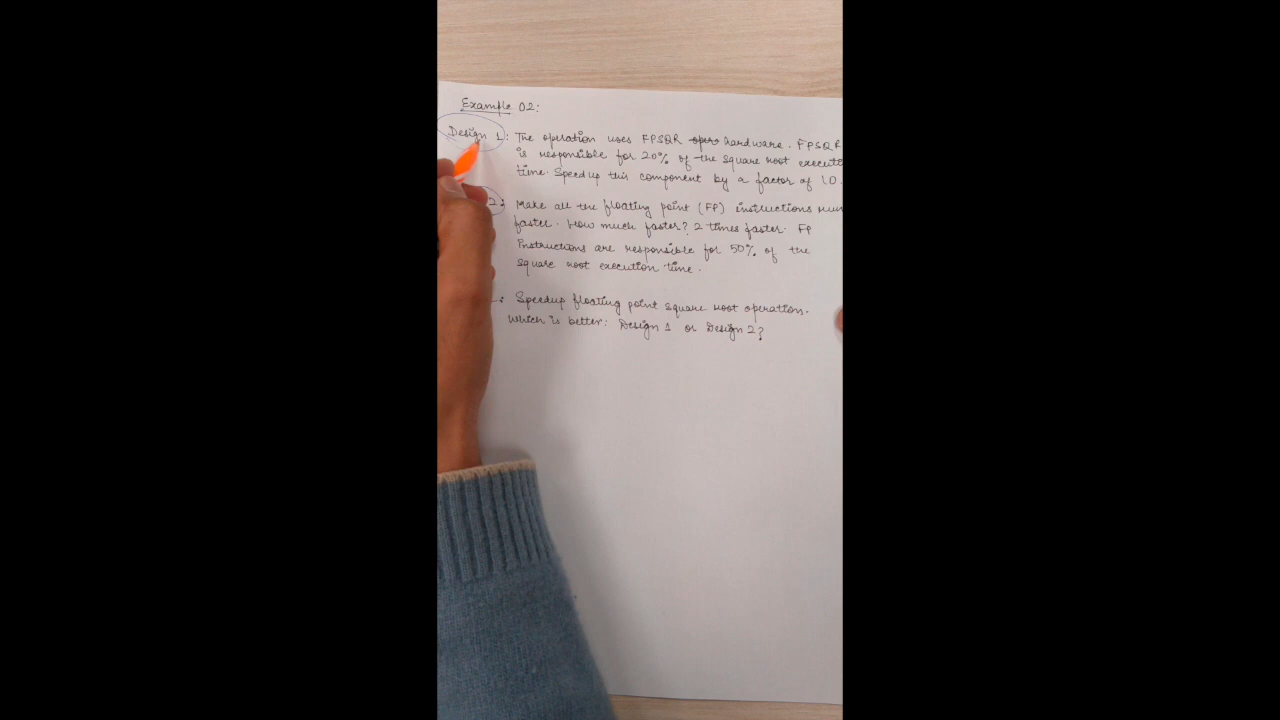 Example 02:
Design 1: The operation uses FPSQR hardware. FPSQR
is responsible for 20% of the square root
time. Speedup this component by a factor of 10.
2: Make all the floating point (FP) instructions
faster. How much faster? 2 times faster. FP
Instructions are responsible for 50% of the
square root execution time.
: Speedup floating point square root operation.
Which is better: Design 1 or Design 2?